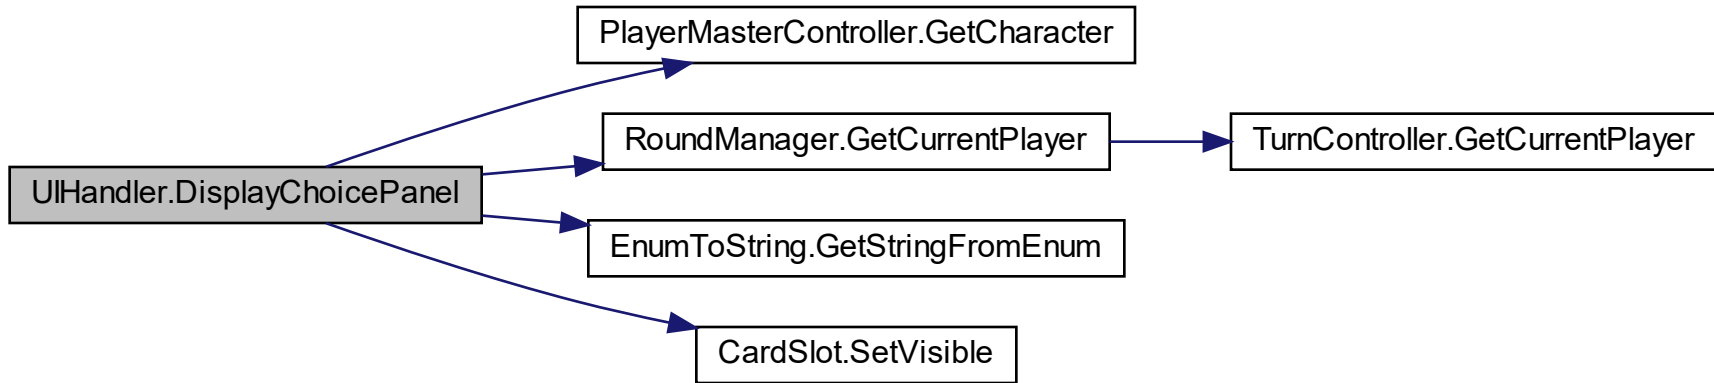 PlayerMasterController.GetCharacter
RoundManager.GetCurrentPlayer
TurnController.GetCurrentPlayer
UIHandler.DisplayChoicePanel
EnumToString.GetStringFromEnum
CardSlot.SetVisible